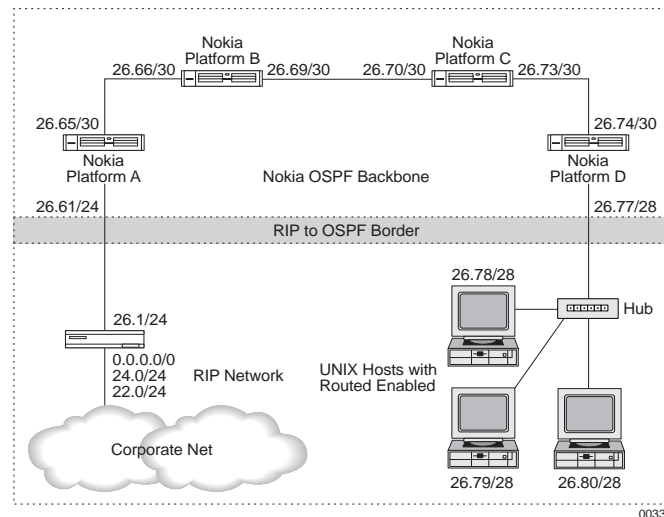 Nokia
Platform B
Nokia
Platform C
26.66/30
26.69/30
26.70/30
26.73/30
26.65/30
26.74/30
Nokia
Platform A
Nokia OSPF Backbone
Nokia
Platform D
26.61/24
26.77/28
RIP to OSPF Border
26.78/28
Hub
26.1/24
0.0.0.0/0
24.0/24
22.0/24
RIP Network
UNIX Hosts with
Routed Enabled
Corporate Net
26.79/28
26.80/28
0033